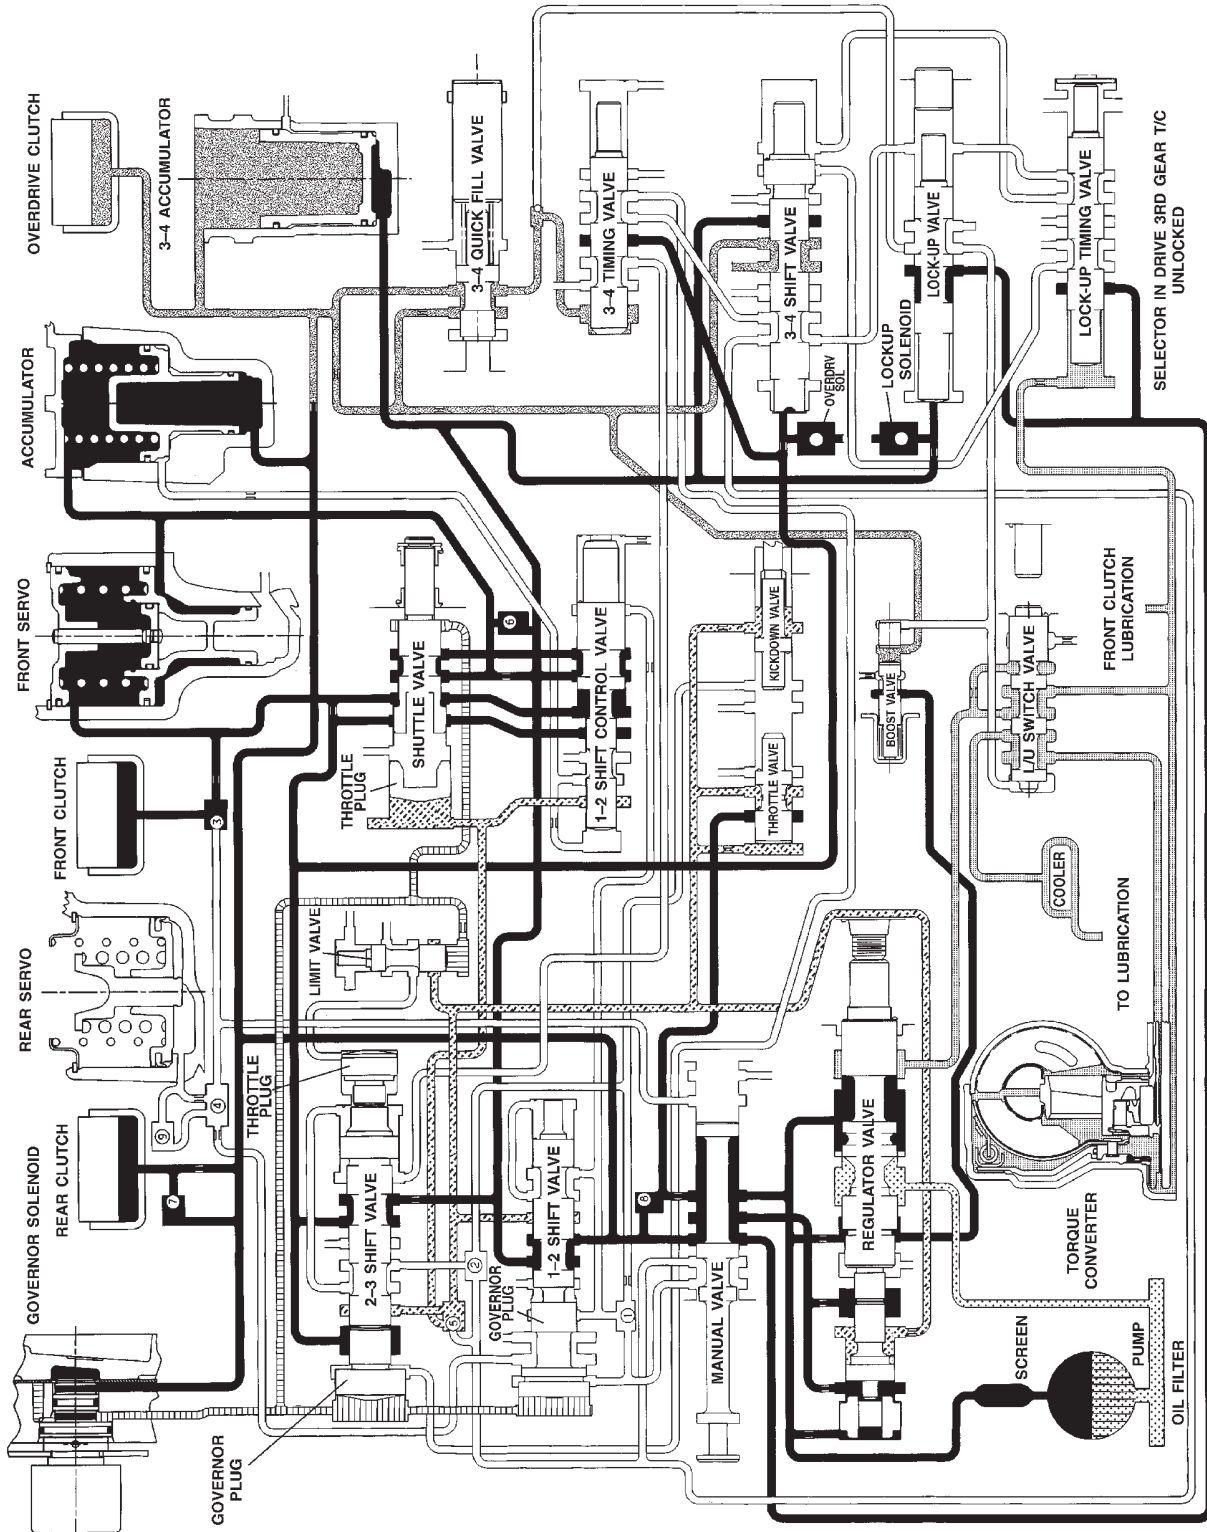 GOVERNOR SOLENOID
REAR SERVO
FRONT SERVO
ACCUMULATOR
OVERDRIVE CLUTCH
REAR CLUTCH
FRONT CLUTCH
3–4 ACCUMULATOR
9
7
4
3
GOVERNOR
PLUG
THROTTLE
PLUG
LIMIT VALVE
THROTTLE
PLUG
2–3 SHIFT VALVE
SHUTTLE VALVE
3–4 QUICK FILL VALVE
5
2
6
GOVERNOR
PLUG
1–2 SHIFT VALVE
1–2 SHIFT CONTROL VALVE
3–4 TIMING VALVE
1
8
MANUAL VALVE
THROTTLE VALVE
KICKDOWN VALVE
3–4 SHIFT VALVE
OVERDRV
SOL
REGULATOR VALVE
BOOST VALVE
LOCKUP
SOLENOID
LOCK-UP VALVE
SCREEN
L/U SWITCH VALVE
COOLER
LOCK-UP TIMING VALVE
TORQUE
CONVERTER
TO LUBRICATION
FRONT CLUTCH
LUBRICATION
PUMP
OIL FILTER
SELECTOR IN DRIVE 3RD GEAR T/C
UNLOCKED